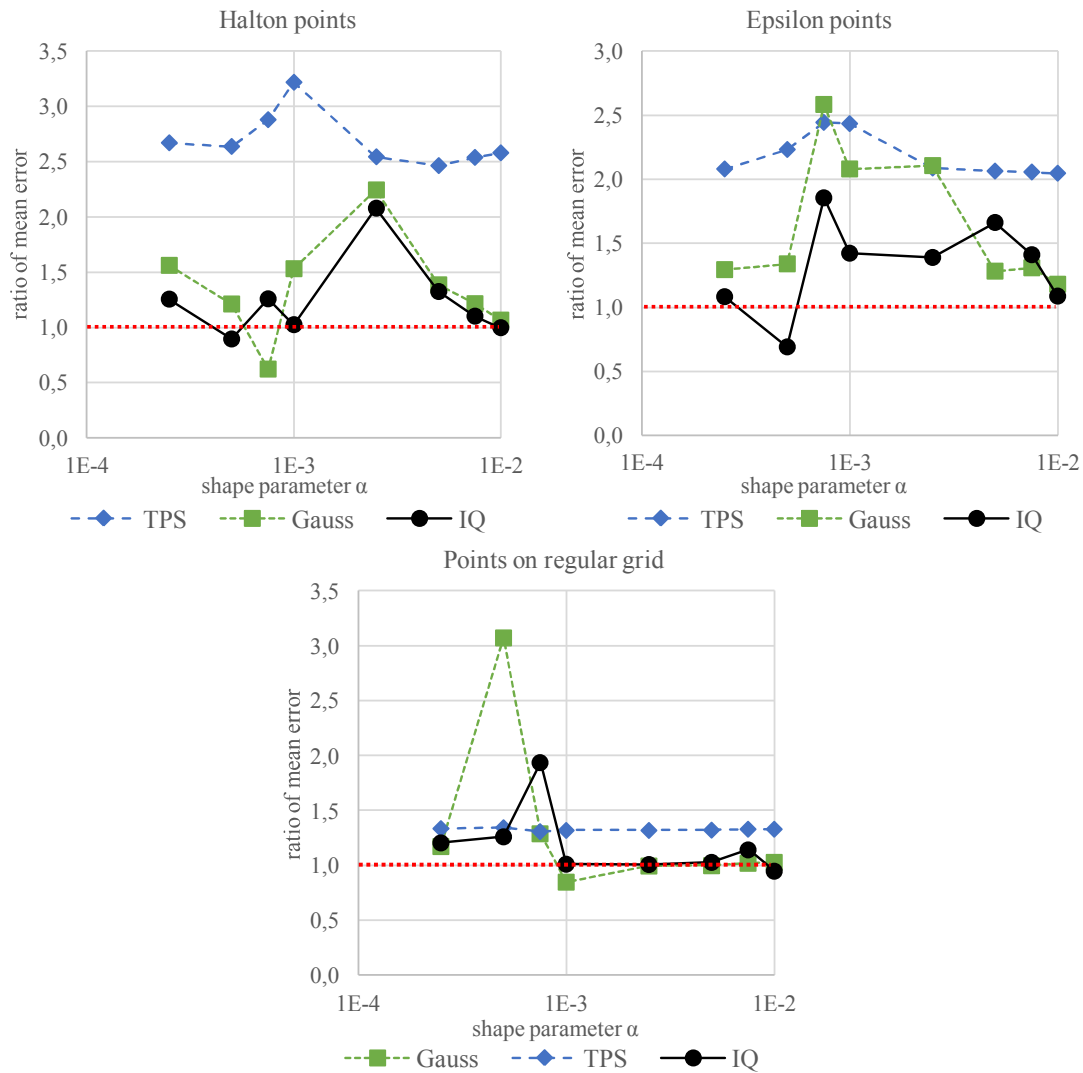 Halton points
3,5
3,0
2,5
2,0
1,5
1,0
0,5
0,0
ratio of mean error
1E-4
1E-3
1E-2
shape parameter α
TPS
Gauss
IQ
Epsilon points
3,0
2,5
2,0
1,5
1,0
0,5
0,0
ratio of mean error
1E-4
1E-3
1E-2
shape parameter α
TPS
Gauss
IQ
Points on regular grid
3,5
3,0
2,5
2,0
1,5
1,0
0,5
0,0
ratio of mean error
1E-4
1E-3
1E-2
shape parameter α
Gauss
TPS
IQ